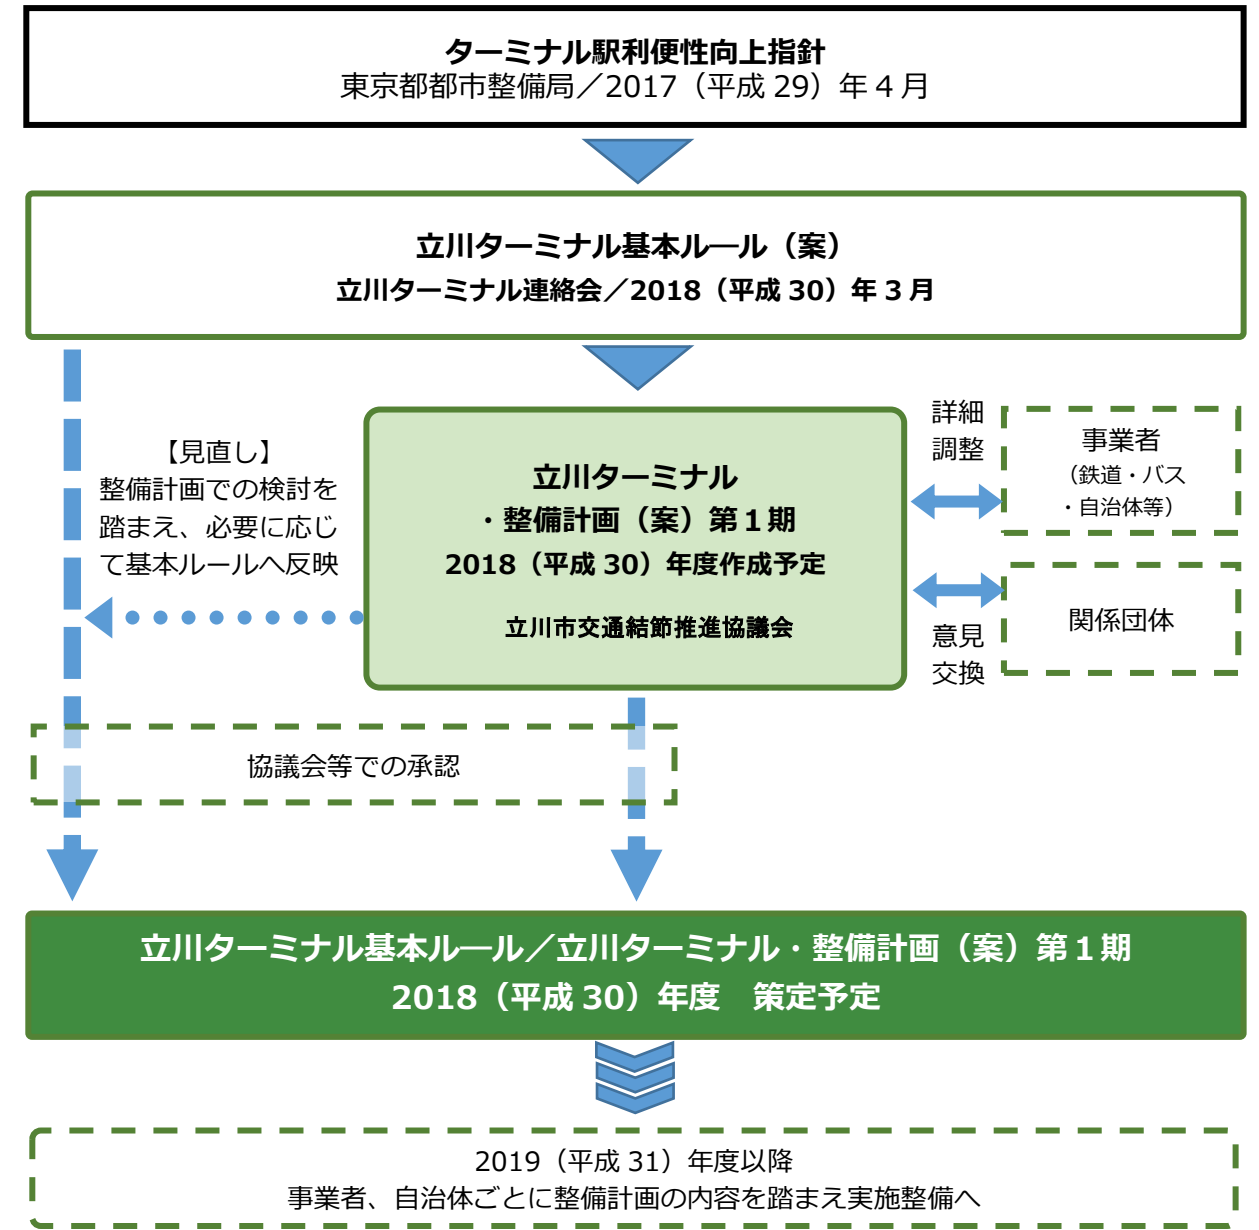 ターミナル駅利便性向上指針
東京都都市整備局／2017（平成 29）年 4 月
立川ターミナル基本ル―ル（案）
立川ターミナル連絡会／2018（平成 30）年 3 月
【見直し】
整備計画での検討を
踏まえ、必要に応じ
て基本ルールへ反映
立川ターミナル
・整備計画（案）第１期
2018（平成 30）年度作成予定
立川市交通結節推進協議会
詳細
調整
事業者
（鉄道・バス
・自治体等）
意見
交換
関係団体
協議会等での承認
立川ターミナル基本ル―ル／立川ターミナル・整備計画（案）第１期
2018（平成 30）年度　策定予定
2019（平成 31）年度以降
事業者、自治体ごとに整備計画の内容を踏まえ実施整備へ